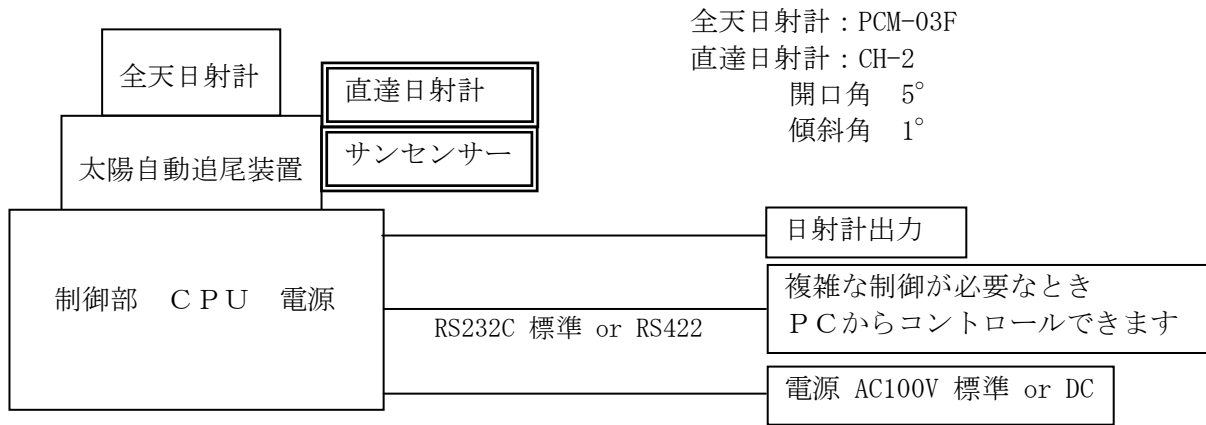 全天日射計：PCM-03F
直達日射計：CH-2
開口角　5°
傾斜角　1°
全天日射計
直達日射計
サンセンサー
太陽自動追尾装置
日射計出力
制御部　ＣＰＵ　電源
複雑な制御が必要なとき
ＰＣからコントロールできます
RS232C 標準 or RS422
電源 AC100V 標準 or DC